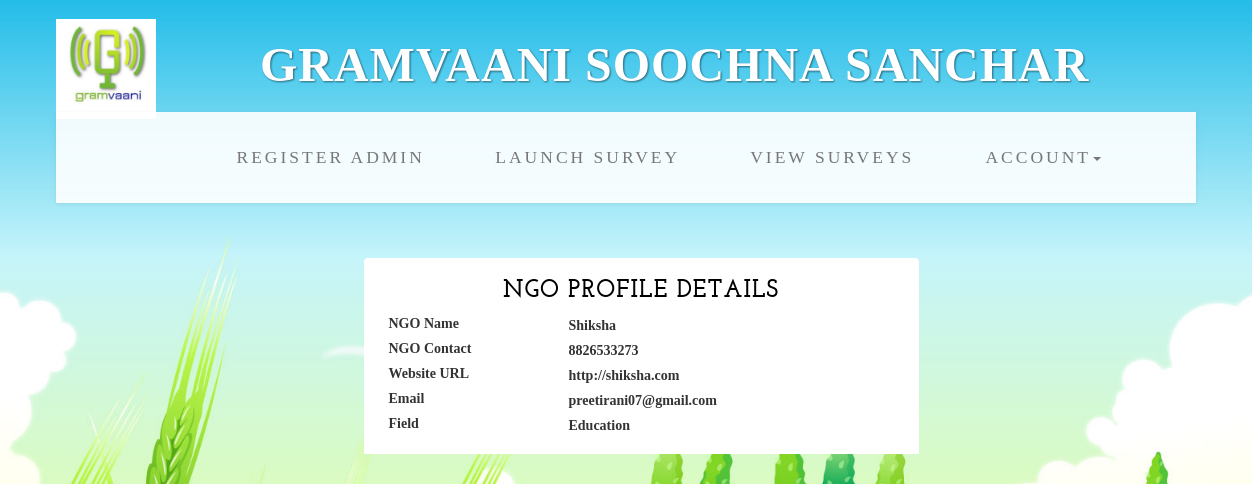 gramvaani
GRAMVAANI SOOCHNA SANCHAR
REGISTER ADMIN LAUNCH SURVEY VIEW SURVEYS ACCOUNT
NGO PROFILE DETAILS
NGO Name Shiksha
NGO Contact 8826533273
Website URL http://shiksha.com
Email preetirani07@gmail.com
Field Education